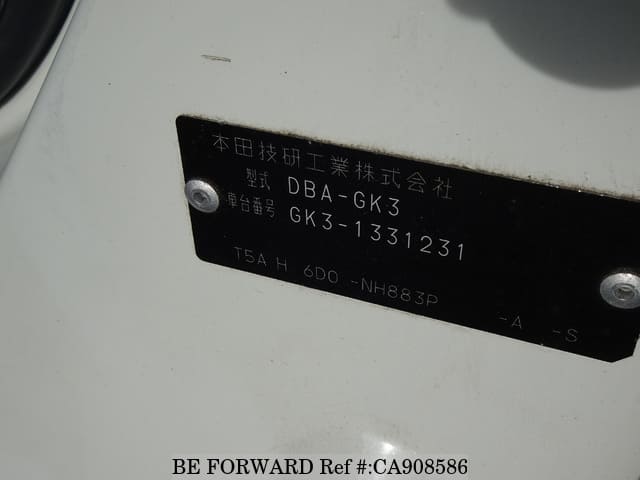 本田技研工業株式会社
型式 DBA-GK3
車台番号 GK3-1331231
T5A H 6D0 -NH883P -A -S
BE FORWARD Ref #:CA908586